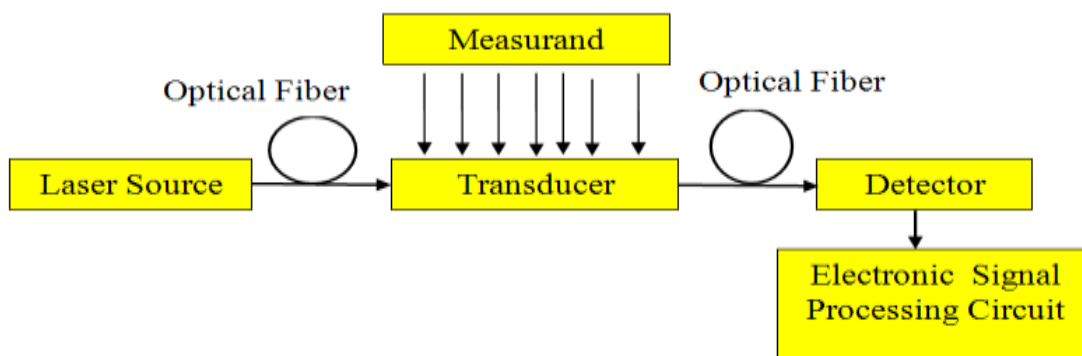 Measurand
Optical Fiber
Optical Fiber
Laser Source
Transducer
Detector
Electronic Signal
Processing Circuit